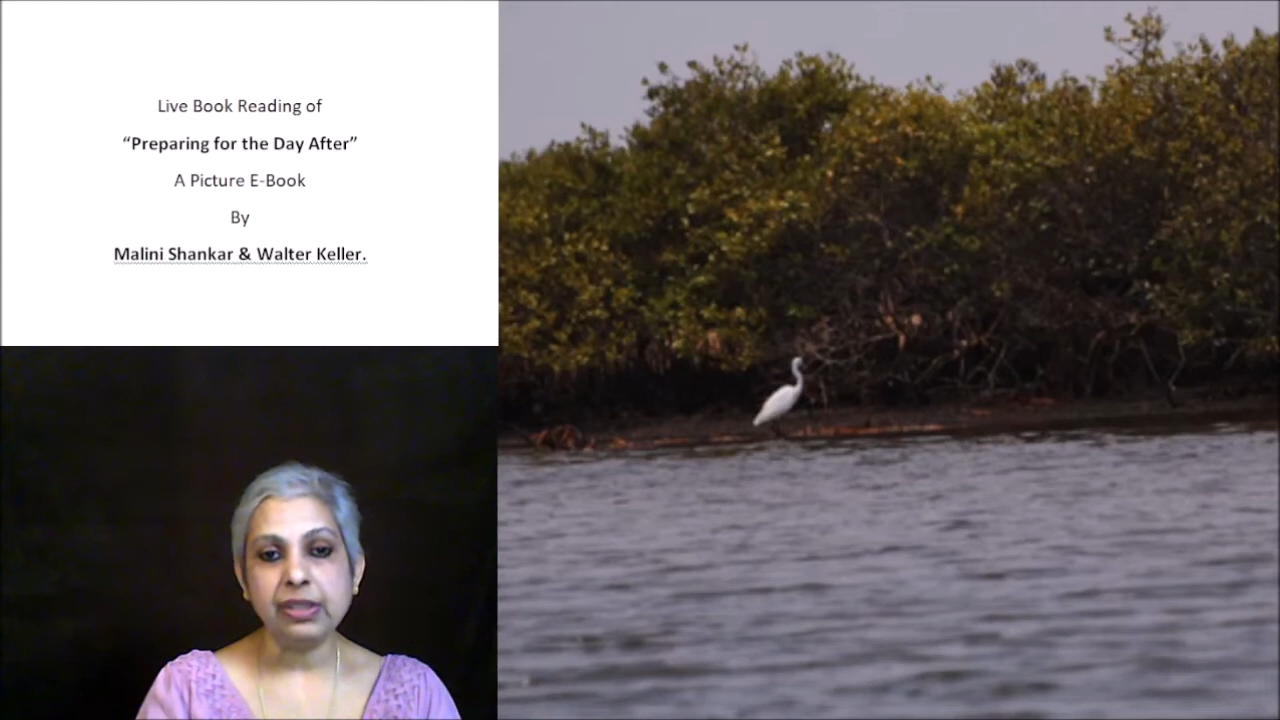 Live Book Reading of
“Preparing for the Day After”
A Picture E-Book
By
Malini Shankar & Walter Keller.